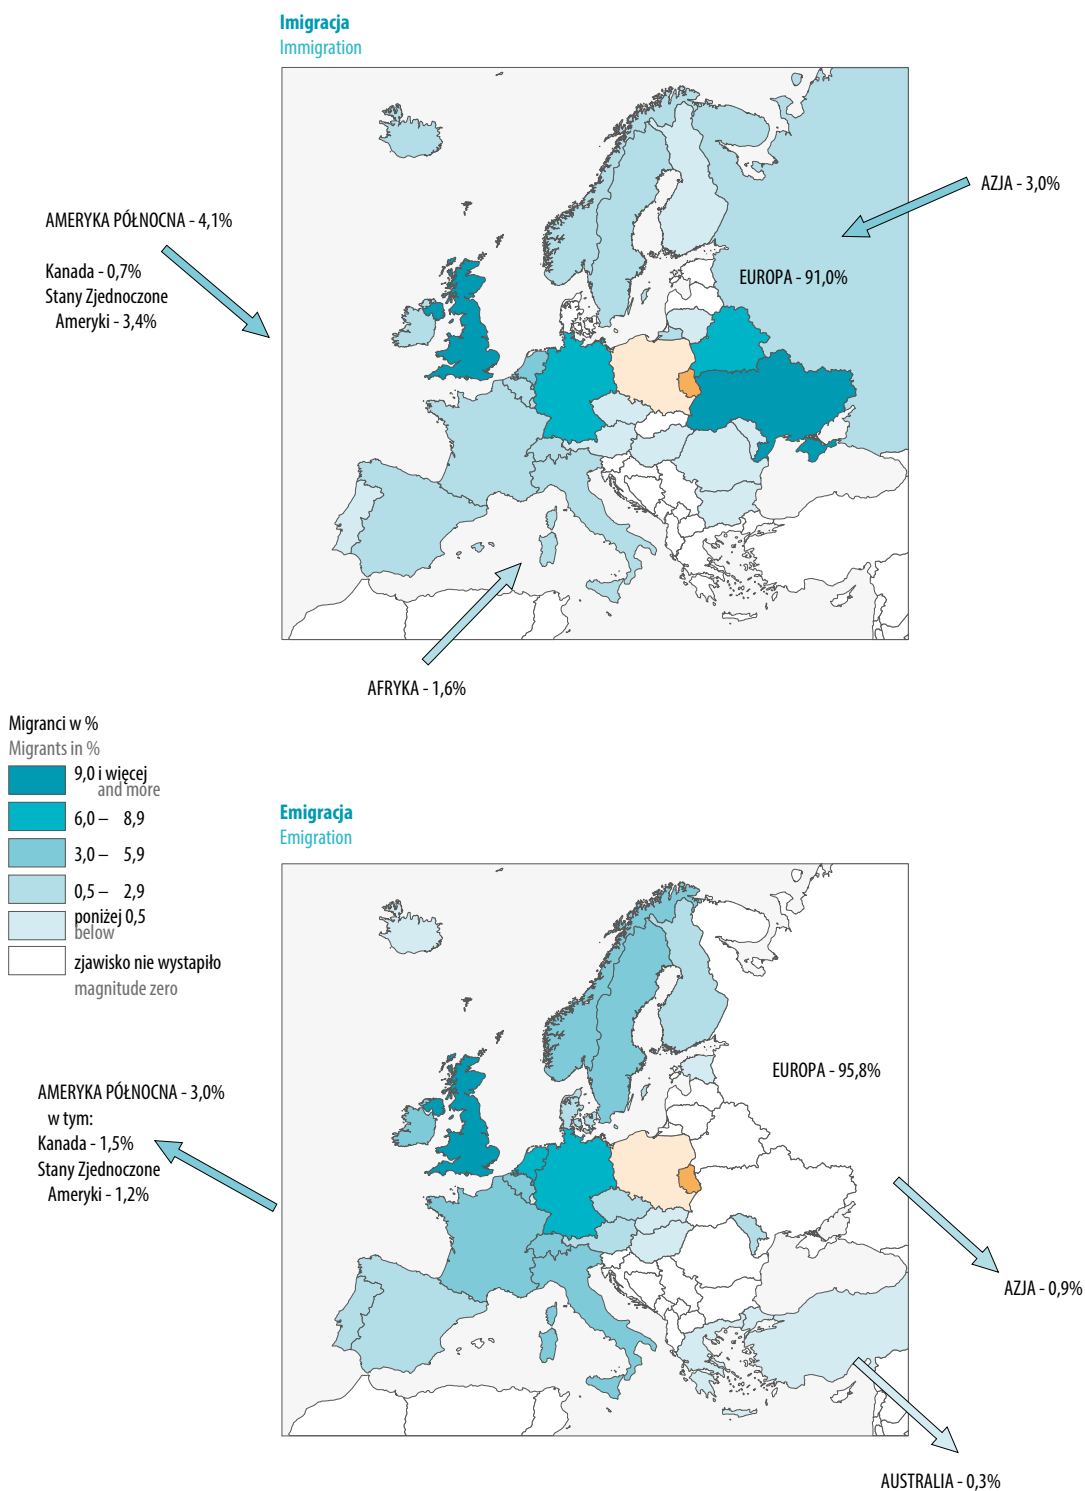 Imigracja
Immigration
AZJA - 3,0%
AMERYKA PÓŁNOCNA - 4,1%
Kanada - 0,7%
Stany Zjednoczone
Ameryki - 3,4%
EUROPA - 91,0%
AFRYKA - 1,6%
Migranci w %
Migrants in %
9,0 i więcej
and more
6,0 – 8,9
3,0 – 5,9
0,5 – 2,9
poniżej 0,5
below
zjawisko nie wystapiło
magnitude zero
Emigracja
Emigration
EUROPA - 95,8%
AMERYKA PÓŁNOCNA - 3,0%
w tym:
Kanada - 1,5%
Stany Zjednoczone
Ameryki - 1,2%
AZJA - 0,9%
AUSTRALIA - 0,3%